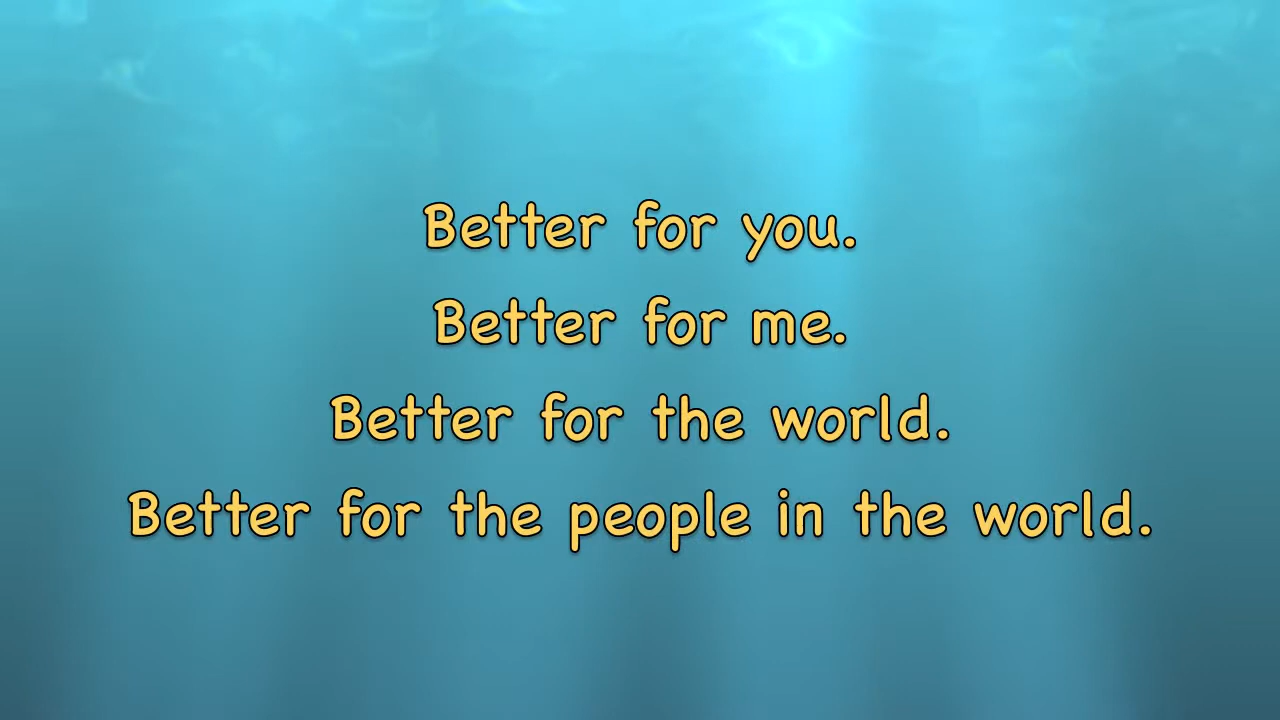 Better for you.
Better for me.
Better for the world.
Better for the people in the world.